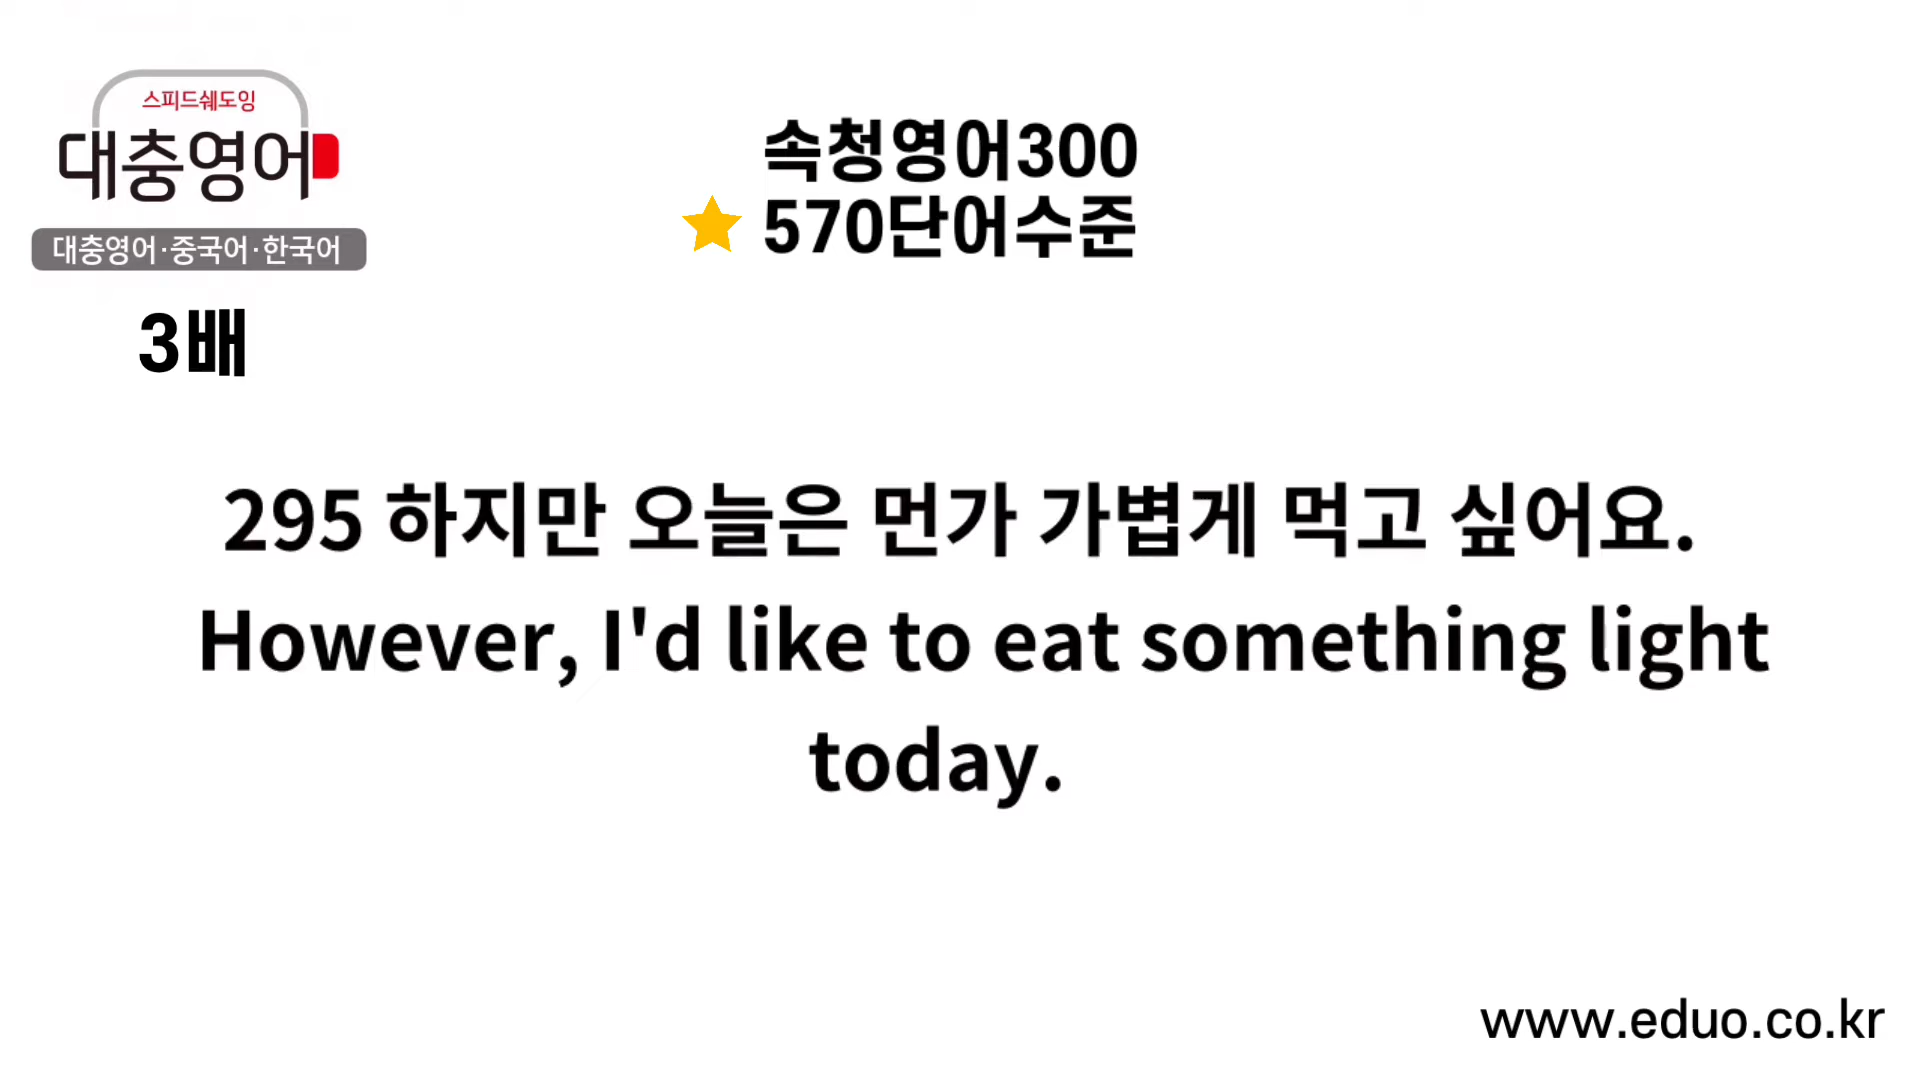 스피드쉐도잉
대충영어
대충영어·중국어·한국어
3배
속청영어300
570단어수준
295 하지만 오늘은 먼가 가볍게 먹고 싶어요.
However, I'd like to eat something light
today.
www.eduo.co.kr